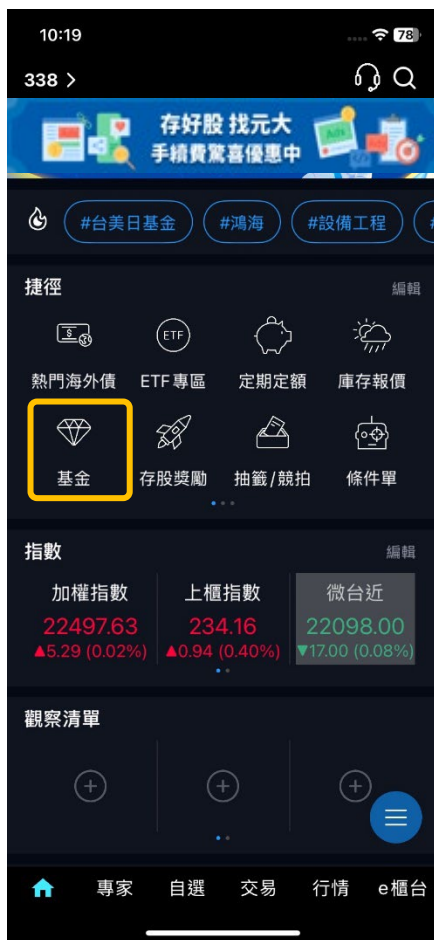 10:19
78
338 >
存好股 找元大
手續費驚喜優惠中
#台美日基金
#鴻海
#設備工程
捷徑
編輯
熱門海外債
ETF
ETF專區
定期定額
庫存報價
基金
存股獎勵
抽籤/競拍
條件單
指數
編輯
加權指數
上櫃指數
微台近
22497.63
234.16
22098.00
▲5.29 (0.02%)
▲0.94 (0.40%)
▼17.00 (0.08%)
觀察清單
專家
自選
交易
行情
e櫃台